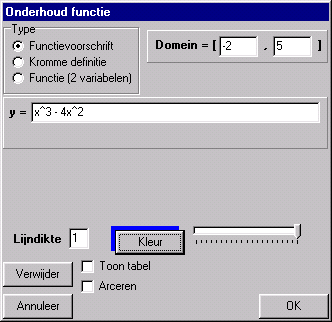 Onderhoud functie
Type
Functievoorschrift
Kromme definitie
Functie (2 variabelen)
Domein = [ -2 , 5 ]
y = x^3 - 4x^2
Lijndikte 1
Kleur
Verwijder
Toon tabel
Arceren
Annuleer
OK